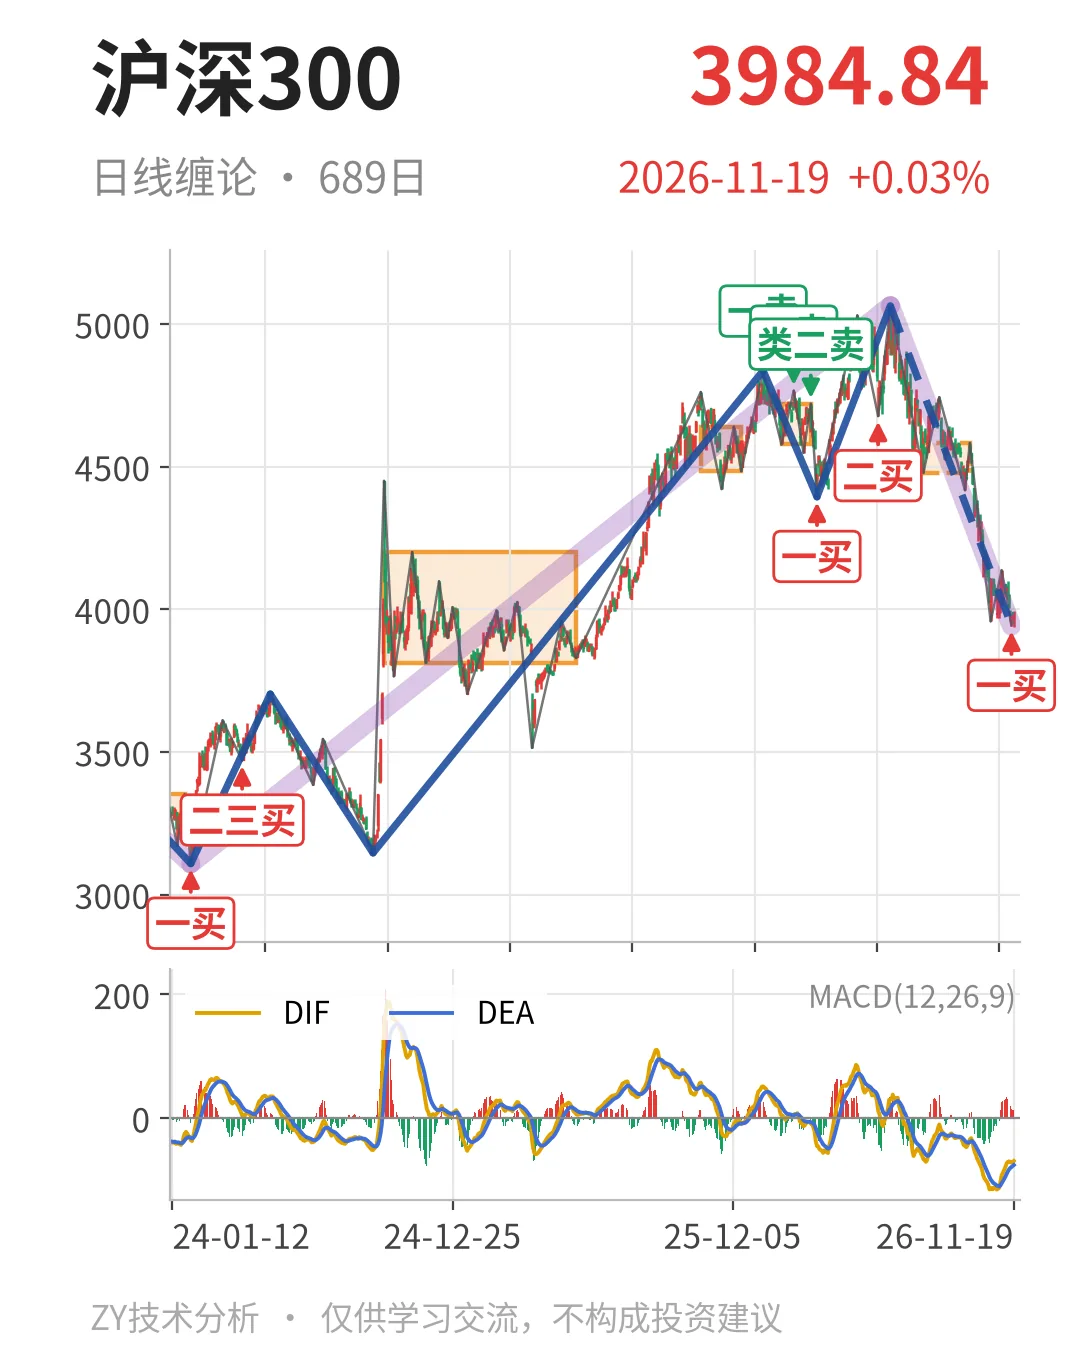 沪深300
3984.84
日线缠论 • 689日
2026-11-19 +0.03%
5000
4500
4000
3500
3000
类二卖
二买
一买
一买
二三买
一买
200
0
DIF
DEA
MACD(12,26,9)
24-01-12
24-12-25
25-12-05
26-11-19
ZY技术分析 • 仅供学习交流，不构成投资建议